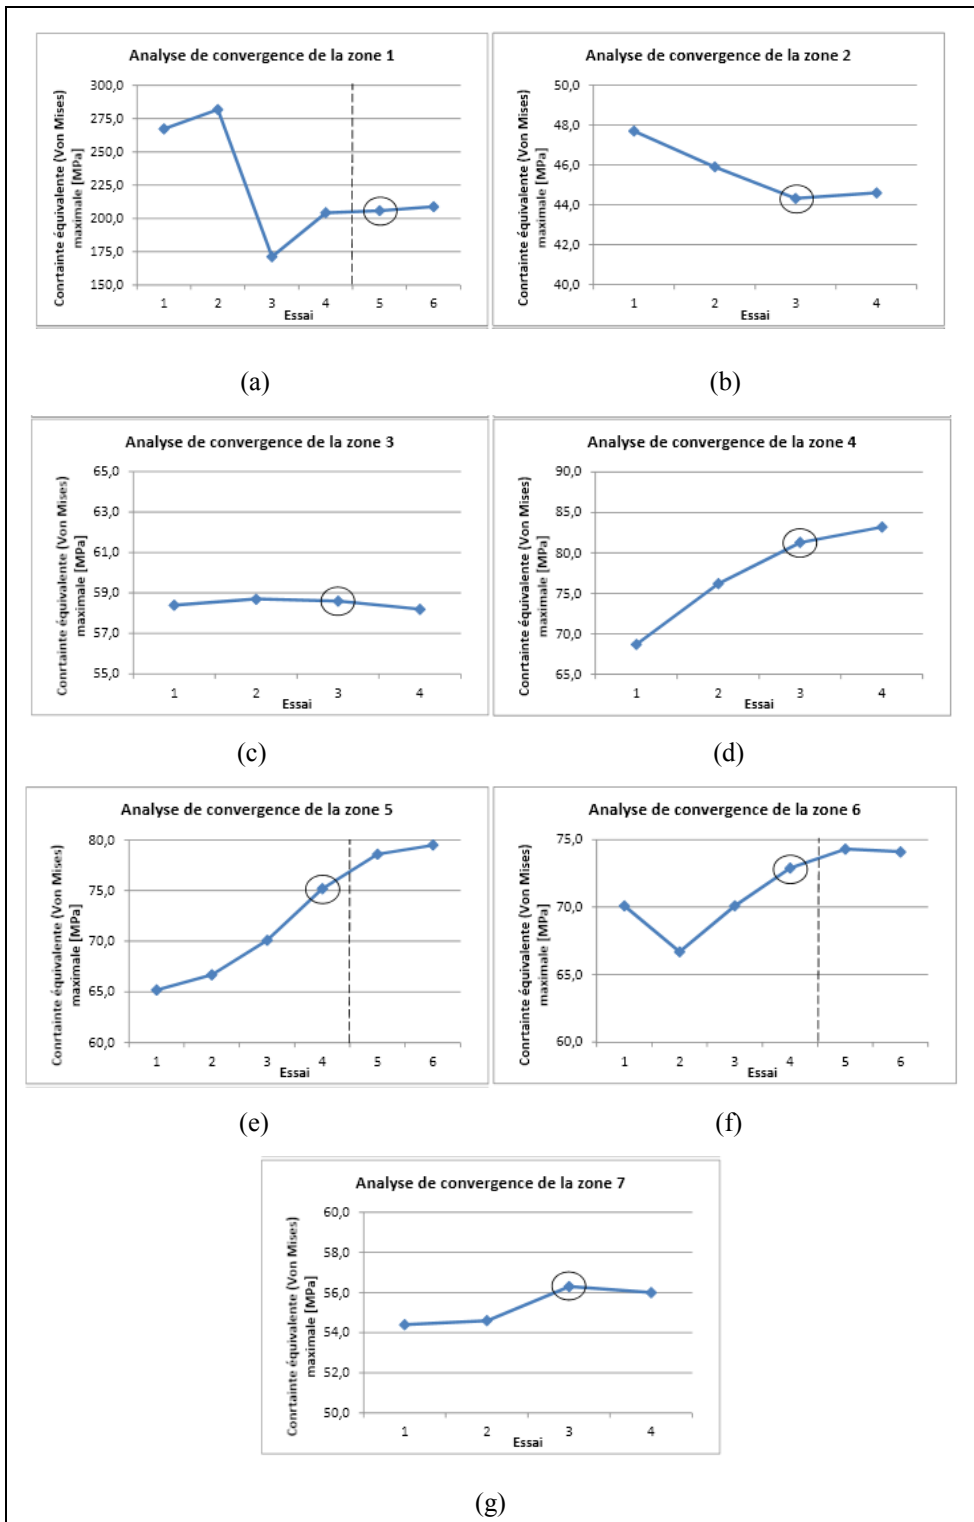 Analyse de convergence de la zone 1
Conrtainte équivalente (Von Mises)
maximale [MPa]
300,0
275,0
250,0
225,0
200,0
175,0
150,0
1 2 3 4 5 6
Essai
(a)
Analyse de convergence de la zone 2
Conrtainte équivalente (Von Mises)
maximale [MPa]
50,0
48,0
46,0
44,0
42,0
40,0
1 2 3 4
Essai
(b)
Analyse de convergence de la zone 3
Conrtainte équivalente (Von Mises)
maximale [MPa]
65,0
63,0
61,0
59,0
57,0
55,0
1 2 3 4
Essai
(c)
Analyse de convergence de la zone 4
Conrtainte équivalente (Von Mises)
maximale [MPa]
90,0
85,0
80,0
75,0
70,0
65,0
1 2 3 4
Essai
(d)
Analyse de convergence de la zone 5
Conrtainte équivalente (Von Mises)
maximale [MPa]
80,0
75,0
70,0
65,0
60,0
1 2 3 4 5 6
Essai
(e)
Analyse de convergence de la zone 6
Conrtainte équivalente (Von Mises)
maximale [MPa]
75,0
70,0
65,0
60,0
1 2 3 4 5 6
Essai
(f)
Analyse de convergence de la zone 7
Conrtainte équivalente (Von Mises)
maximale [MPa]
60,0
58,0
56,0
54,0
52,0
50,0
1 2 3 4
Essai
(g)